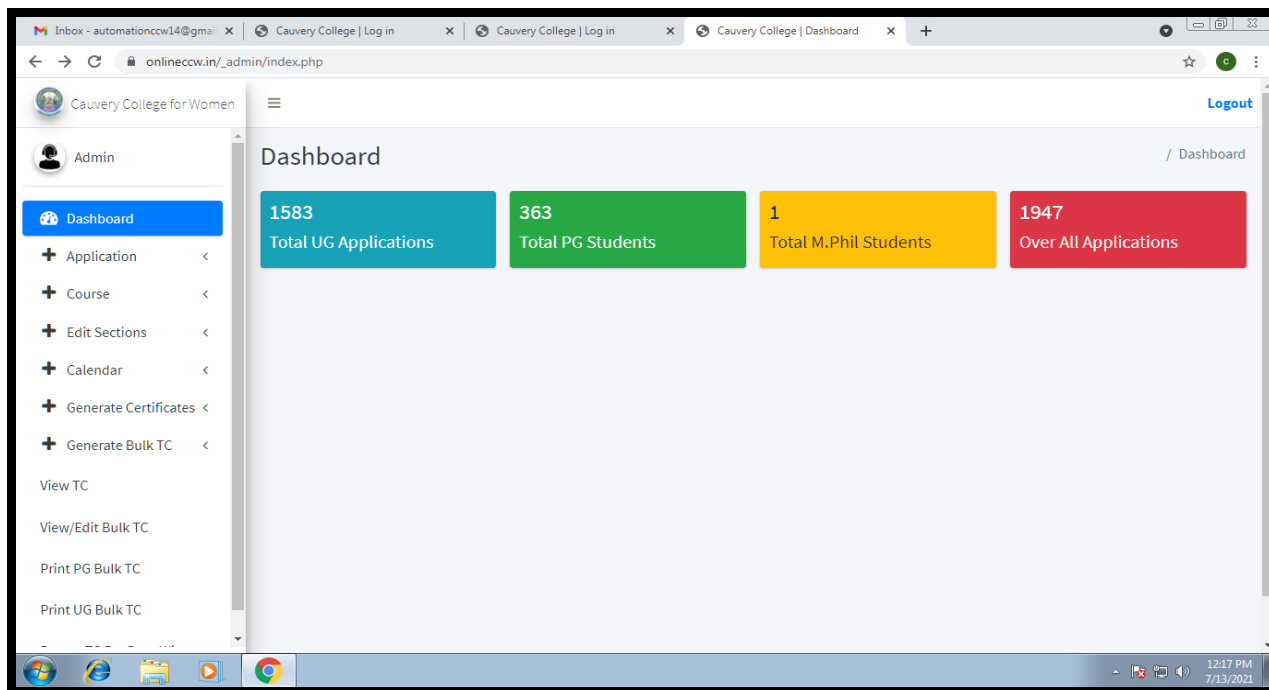 Inbox - automationccw14@gmai
Cauvery College | Log in
Cauvery College | Log in
Cauvery College | Dashboard
onlineccw.in/_admin/index.php
C
Cauvery College for Women
Logout
Admin
Dashboard
/ Dashboard
Dashboard
1583
Total UG Applications
363
Total PG Students
1
Total M.Phil Students
1947
Over All Applications
Application
Course
Edit Sections
Calendar
Generate Certificates
Generate Bulk TC
View TC
View/Edit Bulk TC
Print PG Bulk TC
Print UG Bulk TC
12:17 PM
7/13/2021